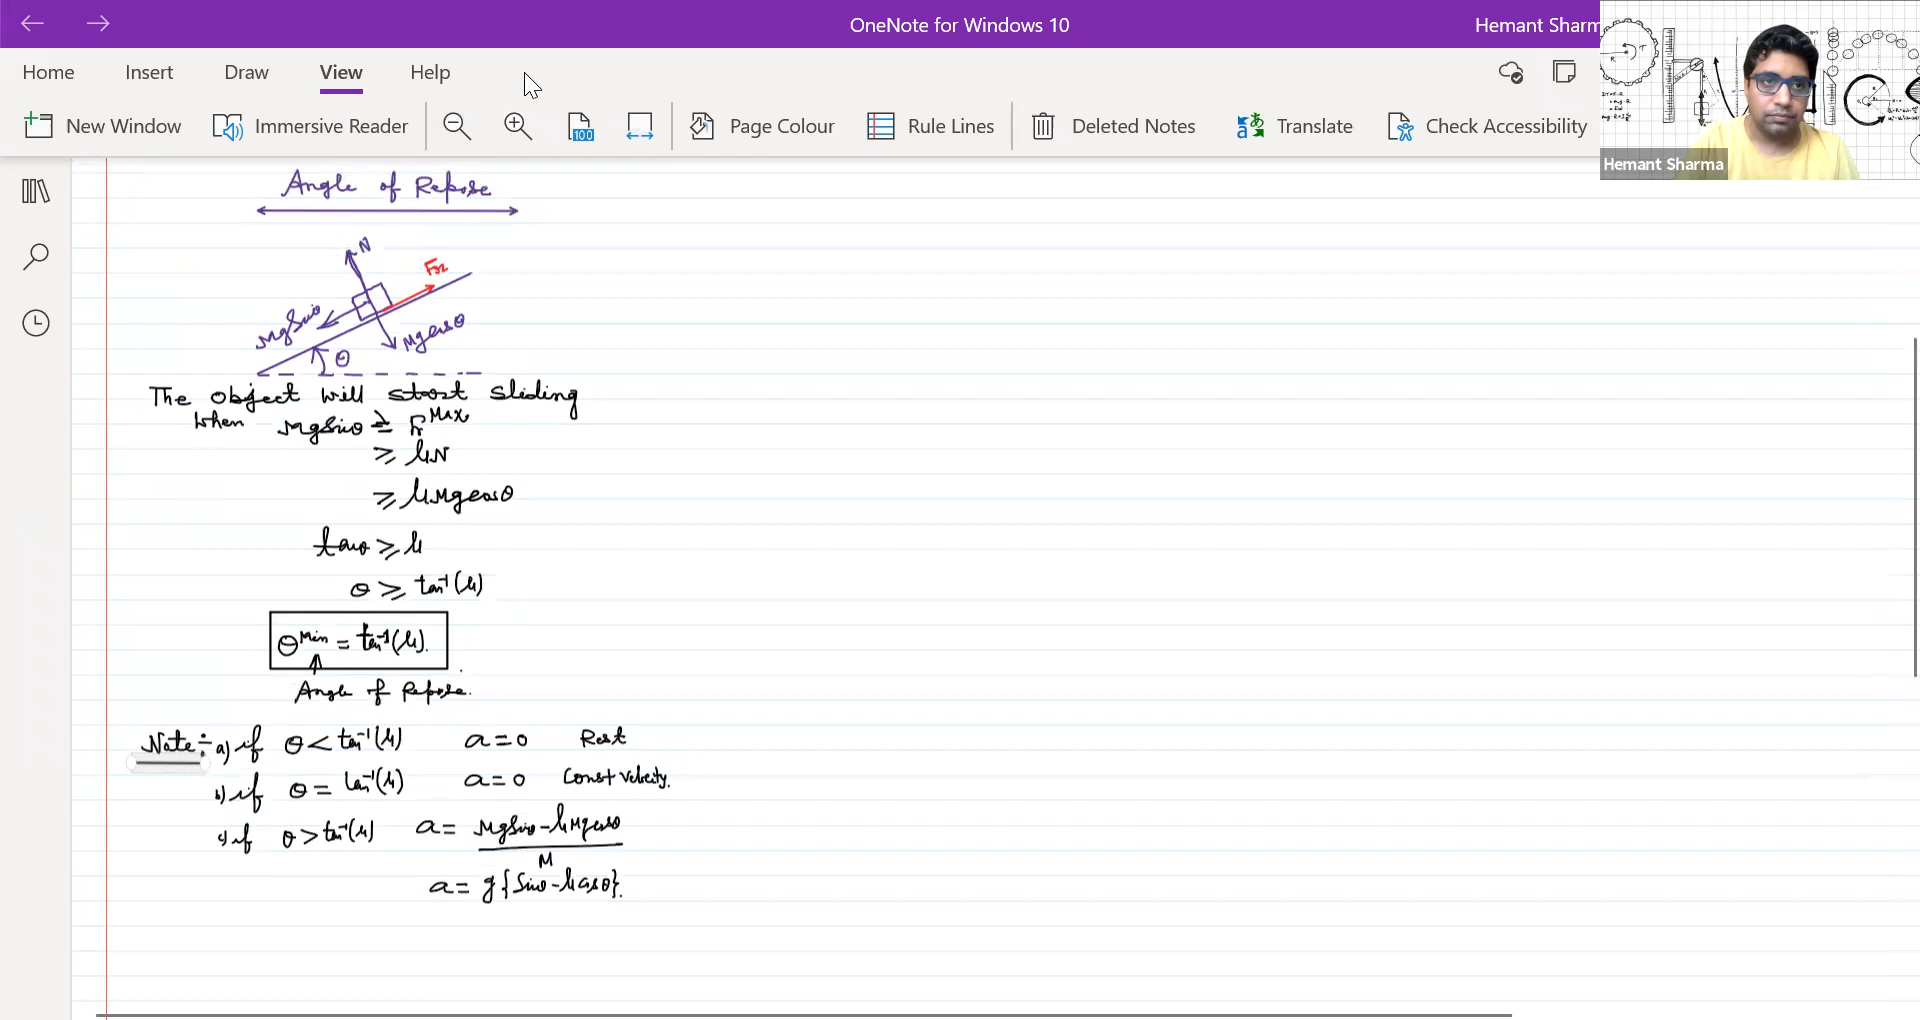 OneNote for Windows 10
Hemant Sharm
Home Insert Draw View Help
New Window Immersive Reader 100 Page Colour Rule Lines Deleted Notes Translate Check Accessibility
Hemant Sharma
Angle of Repose
N
Mgsinθ
Mgcosθ
θ
The object will start sliding
when Mgsinθ ≥ Fr^Max
≥ μN
≥ μMgcosθ
tanθ ≥ μ
θ ≥ tan⁻¹(μ)
θ^Min = tan⁻¹(μ).
Angle of Repose.
Note:- a) if θ < tan⁻¹(μ) a = 0 Rest
b) if θ = tan⁻¹(μ) a = 0 Const velocity.
c) if θ > tan⁻¹(μ) a = Mgsinθ - μMgcosθ
M
a = g{Sinθ - μcosθ}.